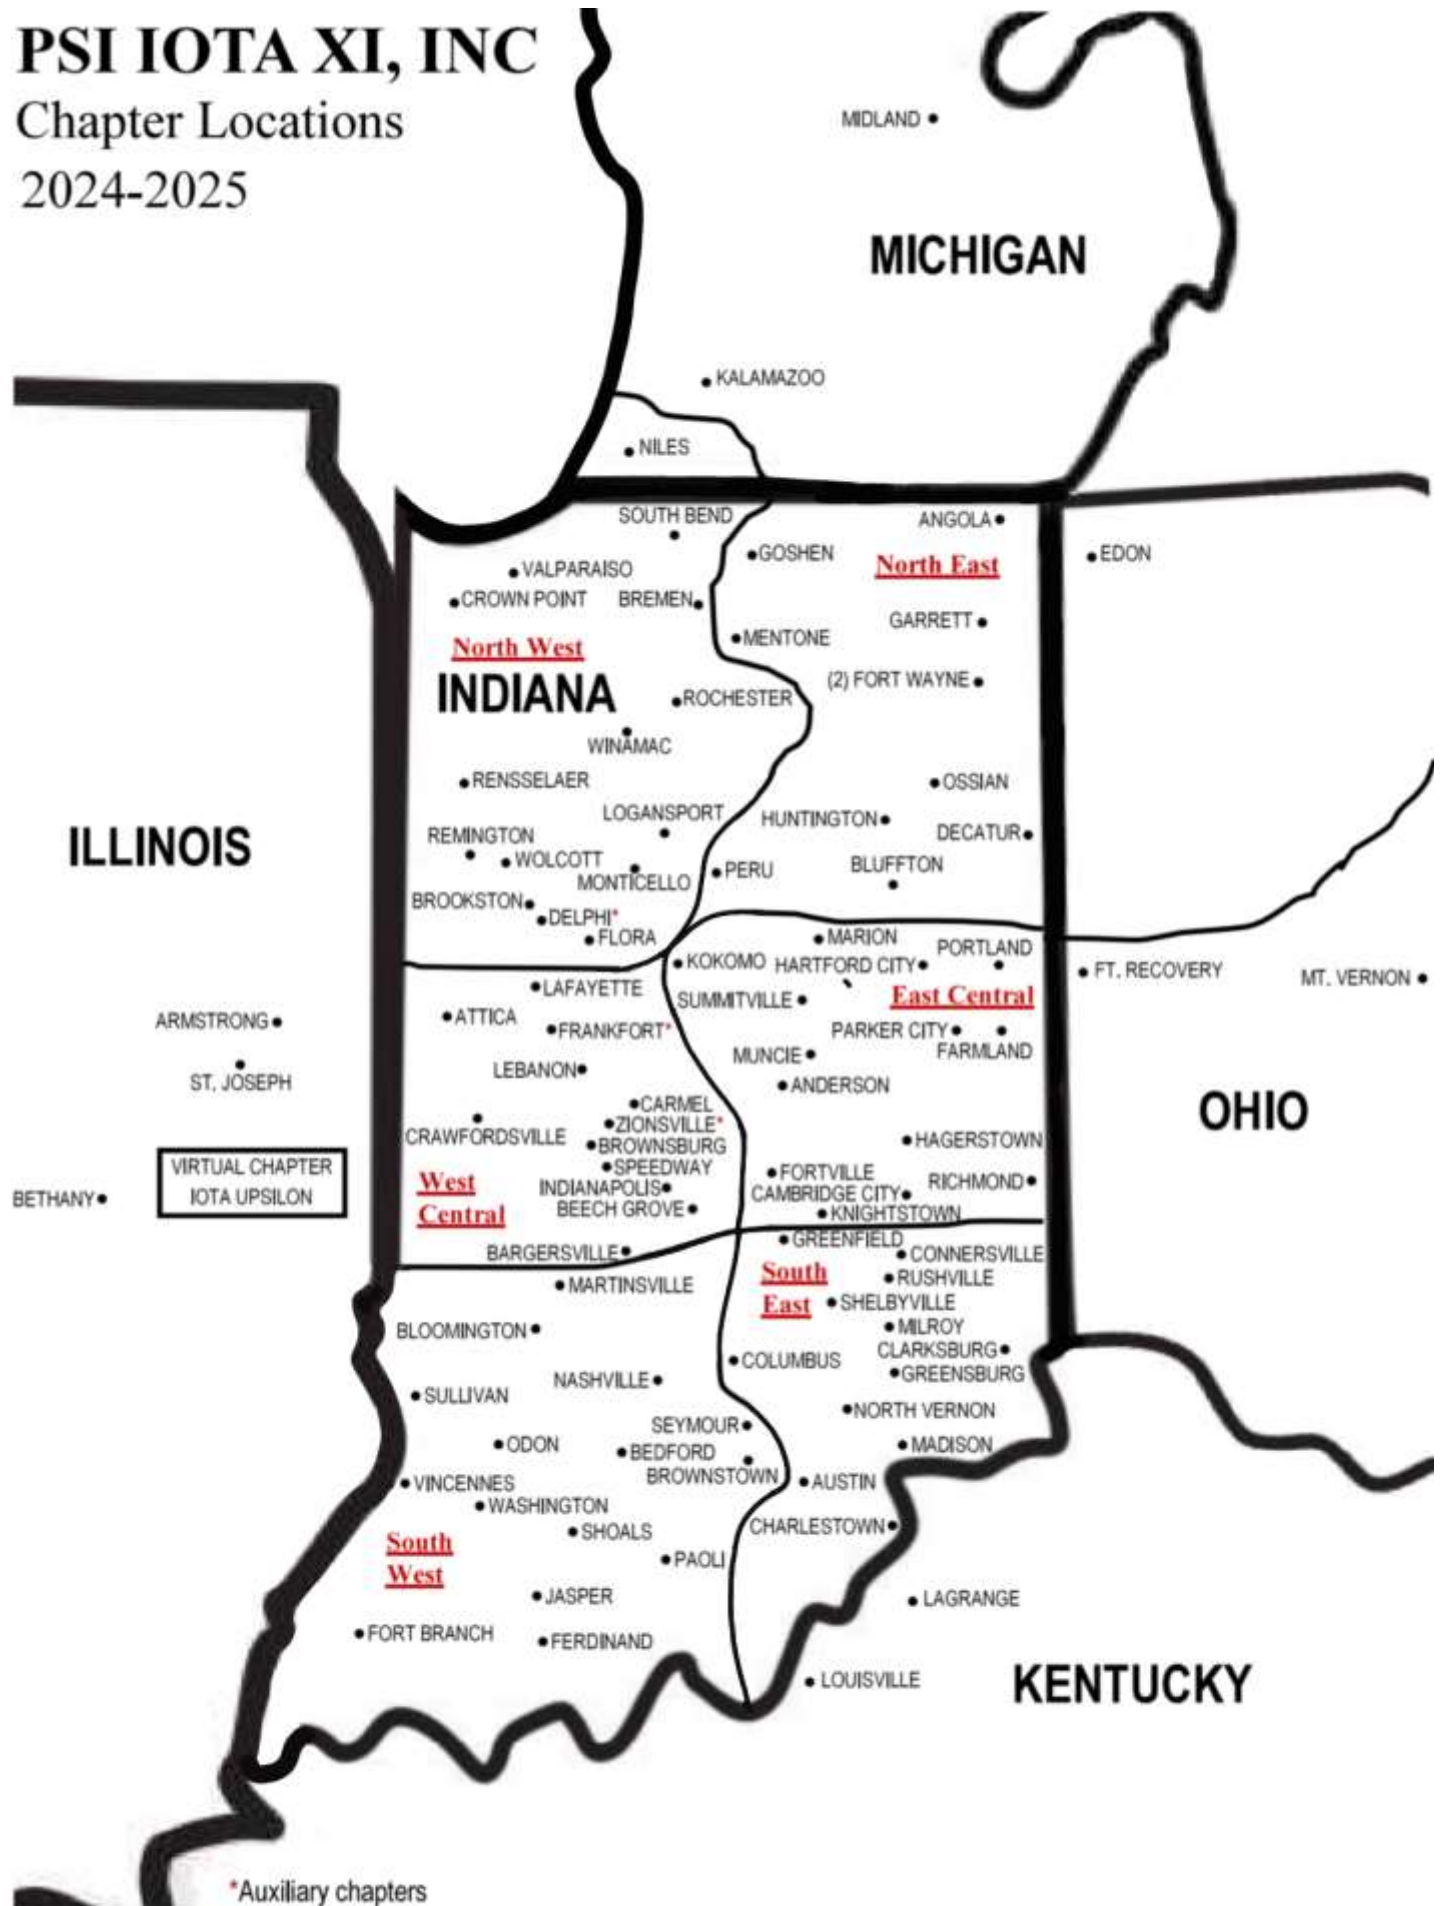 PSI IOTA XI, INC
Chapter Locations
2024-2025
MIDLAND
MICHIGAN
KALAMAZOO
NILES
SOUTH BEND
ANGOLA
GOSHEN
EDON
North East
VALPARAISO
CROWN POINT
BREMEN
GARRETT
MENTONE
North West
(2) FORT WAYNE
INDIANA
ROCHESTER
WINAMAC
RENSSELAER
OSSIAN
LOGANSPORT
HUNTINGTON
DECATUR
REMINGTON
ILLINOIS
WOLCOTT
BLUFFTON
PERU
MONTICELLO
BROOKSTON
DELPHI*
FLORA
MARION
PORTLAND
KOKOMO
HARTFORD CITY
FT. RECOVERY
MT. VERNON
LAFAYETTE
SUMMITVILLE
East Central
ATTICA
ARMSTRONG
FRANKFORT*
PARKER CITY
FARMLAND
MUNCIE
LEBANON
ST. JOSEPH
ANDERSON
CARMEL
OHIO
ZIONSVILLE*
CRAWFORDSVILLE
BROWNSBURG
HAGERSTOWN
VIRTUAL CHAPTER
IOTA UPSILON
SPEEDWAY
FORTVILLE
West
Central
INDIANAPOLIS
CAMBRIDGE CITY
RICHMOND
BETHANY
BEECH GROVE
KNIGHTSTOWN
GREENFIELD
BARGERSVILLE
CONNERSVILLE
South
East
RUSHVILLE
MARTINSVILLE
SHELBYVILLE
BLOOMINGTON
MILROY
CLARKSBURG
COLUMBUS
GREENSBURG
NASHVILLE
SULLIVAN
NORTH VERNON
SEYMOUR
ODON
BEDFORD
MADISON
BROWNSTOWN
VINCENNES
AUSTIN
WASHINGTON
CHARLESTOWN
SHOALS
South
West
PAOLI
JASPER
LAGRANGE
FORT BRANCH
FERDINAND
LOUISVILLE
KENTUCKY
*Auxiliary chapters